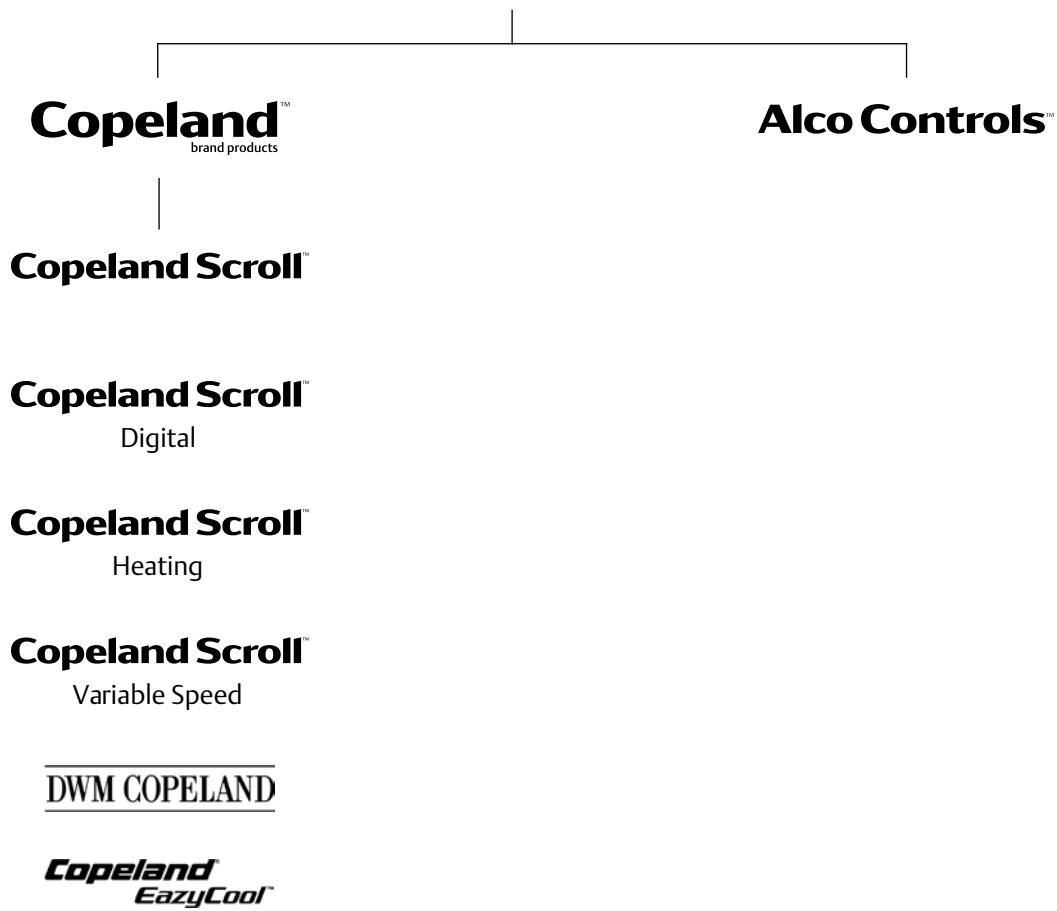 Copeland™
brand products
Alco Controls™
Copeland Scroll™
Copeland Scroll™
Digital
Copeland Scroll™
Heating
Copeland Scroll™
Variable Speed
DWM COPELAND
Copeland®
EazyCool™